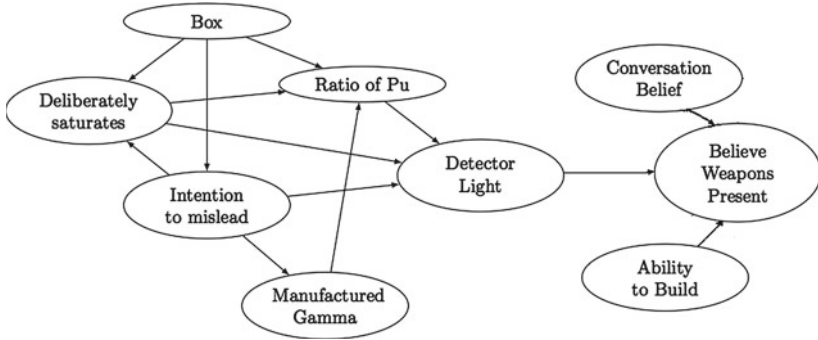 Box
Ratio of Pu
Deliberately
saturates
Conversation
Belief
Detector
Light
Believe
Weapons
Present
Intention
to mislead
Manufactured
Gamma
Ability
to Build